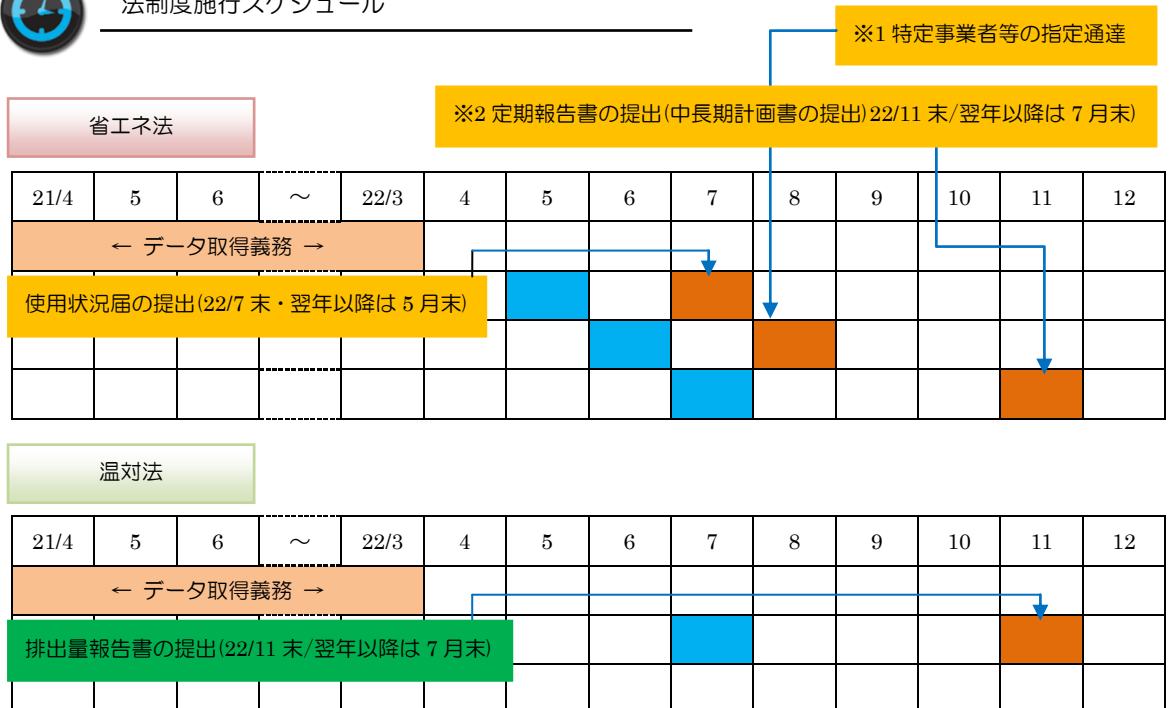 法制度施行スケジュール
※1 特定事業者等の指定通達
省エネ法
※2 定期報告書の提出(中長期計画書の提出)22/11 末/翌年以降は 7 月末)
21/4 5 6 ～ 22/3 4 5 6 7 8 9 10 11 12
← データ取得義務 →
使用状況届の提出(22/7 末・翌年以降は 5 月末)
温対法
21/4 5 6 ～ 22/3 4 5 6 7 8 9 10 11 12
← データ取得義務 →
排出量報告書の提出(22/11 末/翌年以降は 7 月末)